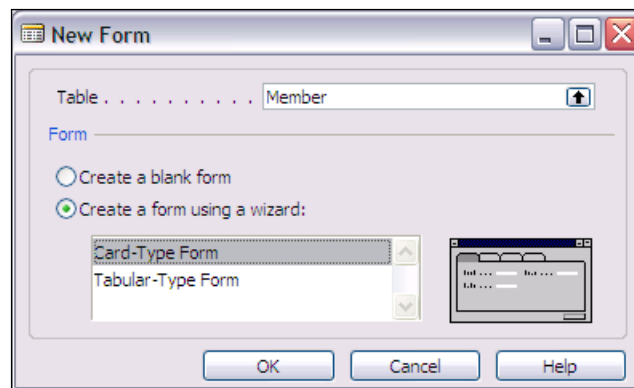 New Form
Table . . . . . . . . . . Member
Form
Create a blank form
Create a form using a wizard:
Card-Type Form
Tabular-Type Form
OK Cancel Help